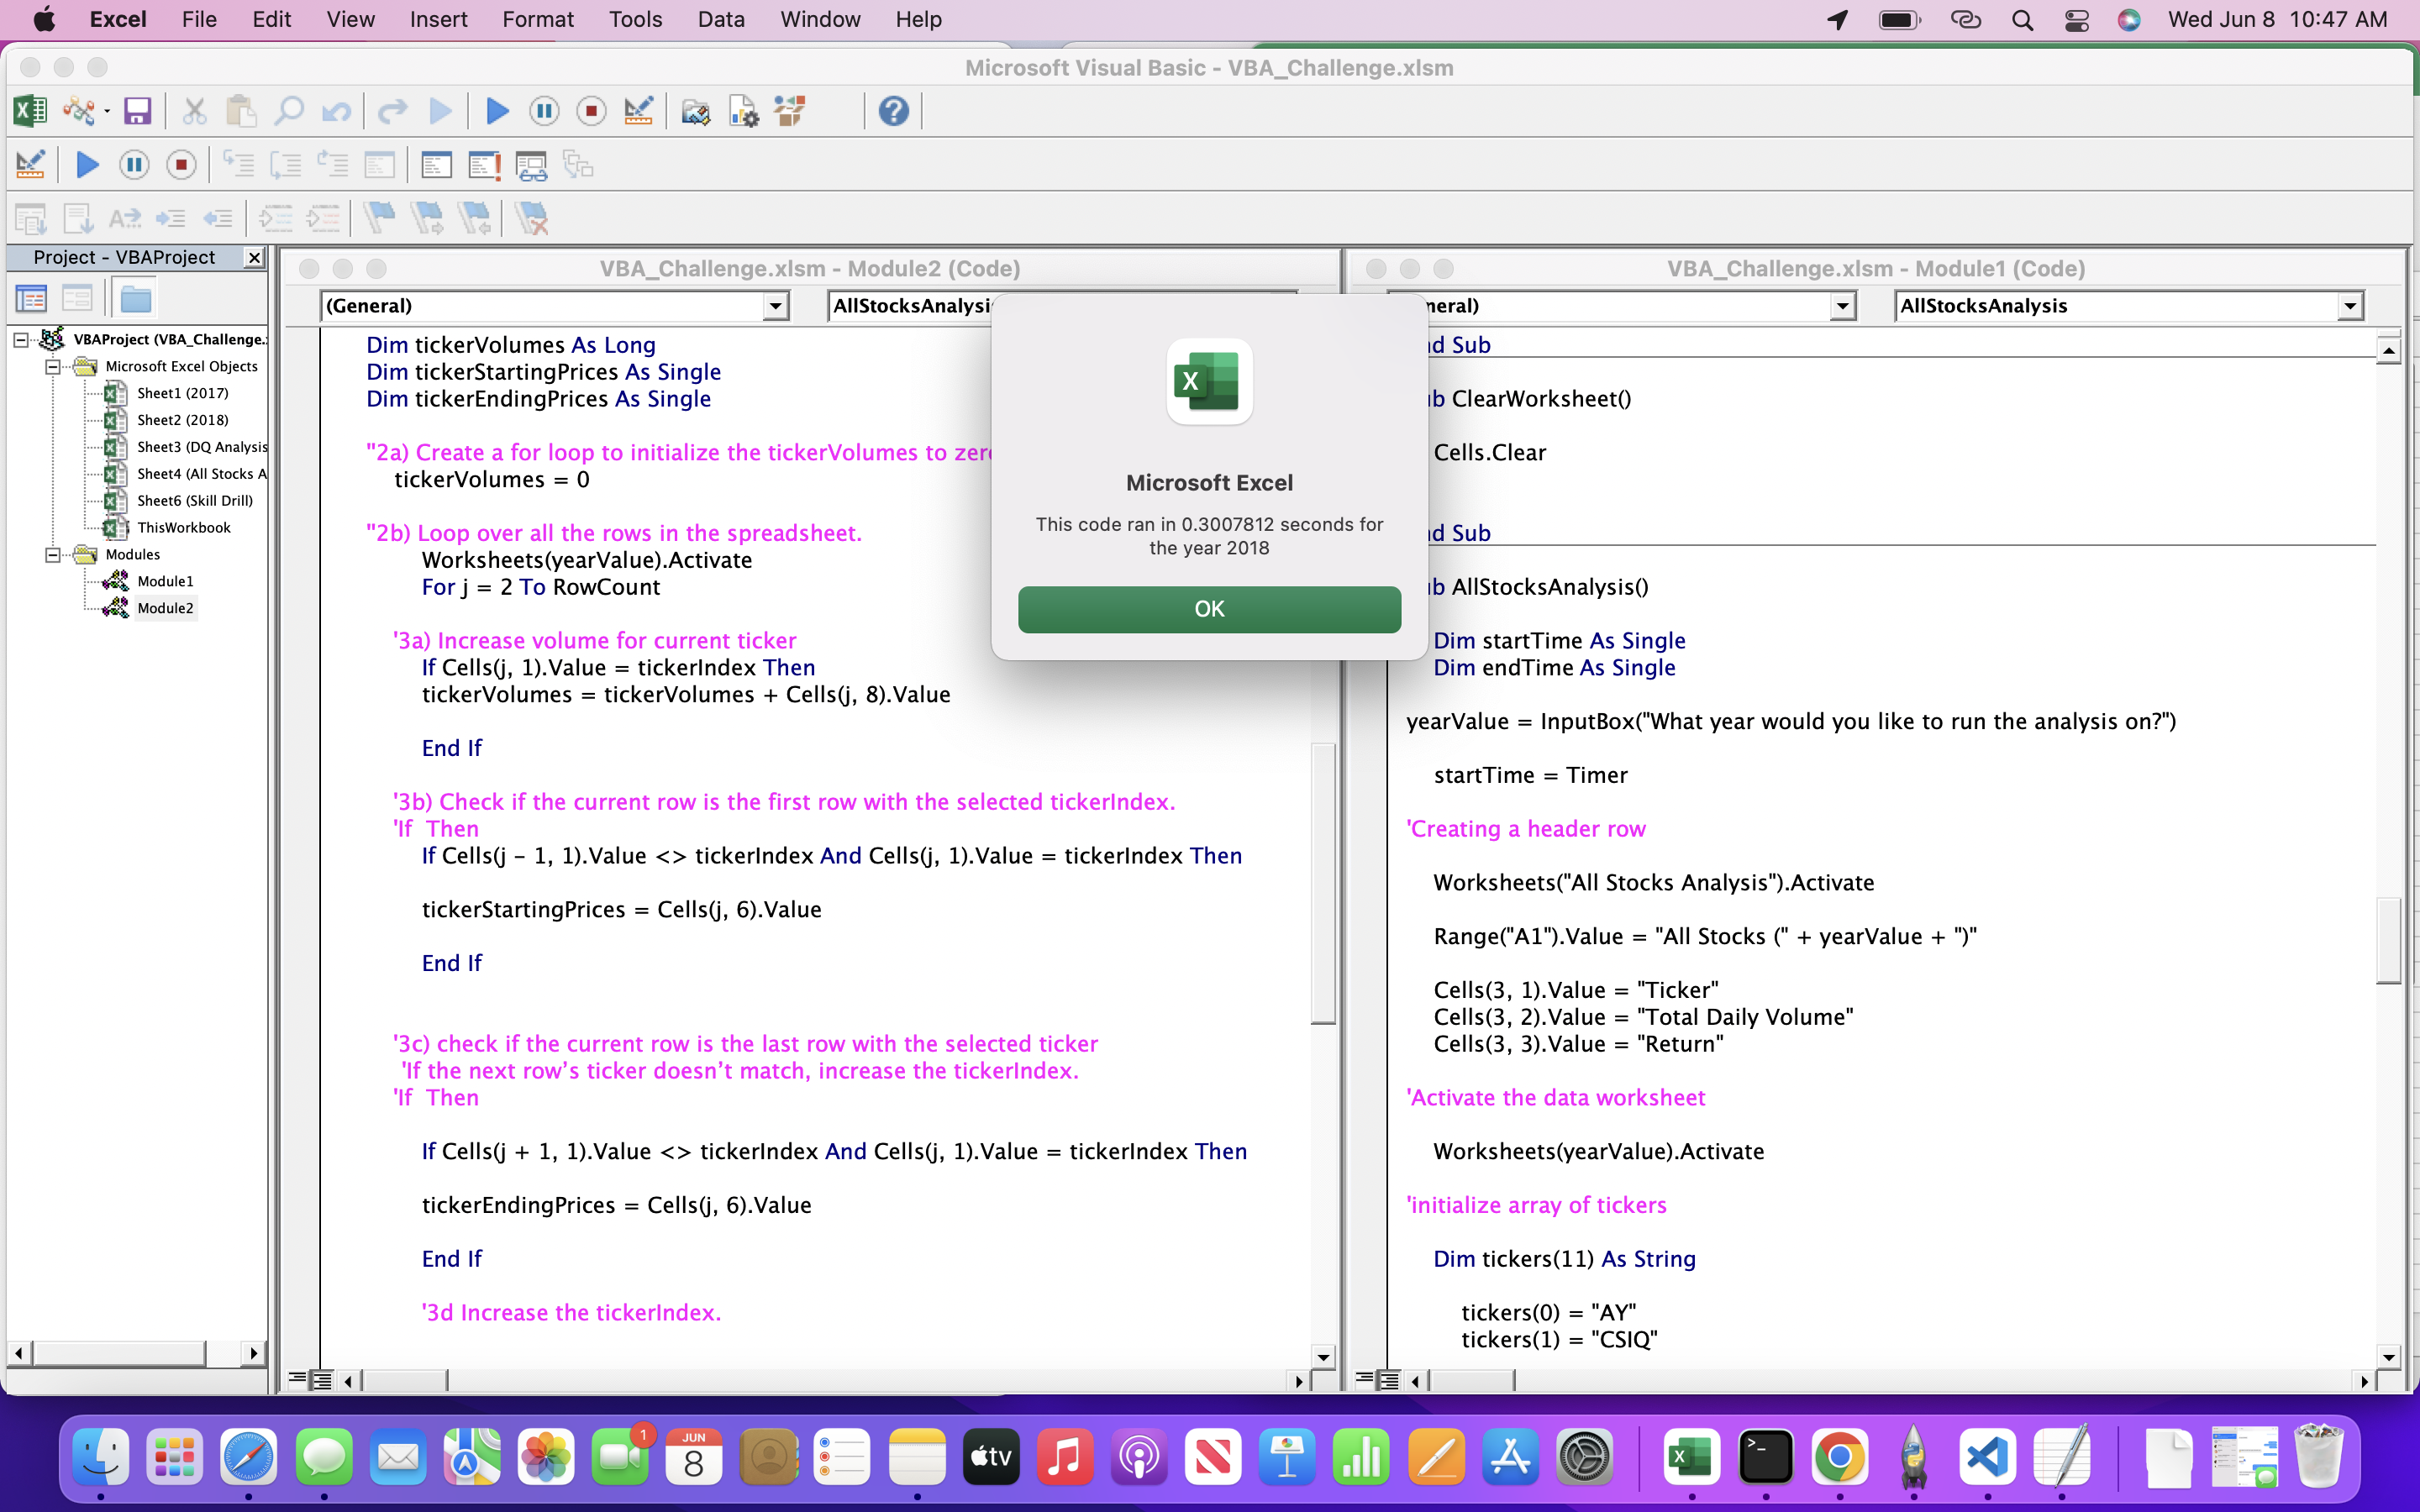 Excel File Edit View Insert Format Tools Data Window Help Wed Jun 8 10:47 AM
Microsoft Visual Basic - VBA_Challenge.xlsm
Project - VBAProject
VBAProject (VBA_Challenge.
Microsoft Excel Objects
Sheet1 (2017)
Sheet2 (2018)
Sheet3 (DQ Analysis
Sheet4 (All Stocks A
Sheet6 (Skill Drill)
ThisWorkbook
Modules
Module1
Module2
VBA_Challenge.xlsm - Module2 (Code)
(General) AllStocksAnalysi
Dim tickerVolumes As Long
Dim tickerStartingPrices As Single
Dim tickerEndingPrices As Single
"2a) Create a for loop to initialize the tickerVolumes to zero
tickerVolumes = 0
"2b) Loop over all the rows in the spreadsheet.
Worksheets(yearValue).Activate
For j = 2 To RowCount
'3a) Increase volume for current ticker
If Cells(j, 1).Value = tickerIndex Then
tickerVolumes = tickerVolumes + Cells(j, 8).Value
End If
'3b) Check if the current row is the first row with the selected tickerIndex.
'If  Then
If Cells(j - 1, 1).Value <> tickerIndex And Cells(j, 1).Value = tickerIndex Then
tickerStartingPrices = Cells(j, 6).Value
End If
'3c) check if the current row is the last row with the selected ticker
'If the next row’s ticker doesn’t match, increase the tickerIndex.
'If  Then
If Cells(j + 1, 1).Value <> tickerIndex And Cells(j, 1).Value = tickerIndex Then
tickerEndingPrices = Cells(j, 6).Value
End If
'3d Increase the tickerIndex.
Microsoft Excel
This code ran in 0.3007812 seconds for
the year 2018
OK
VBA_Challenge.xlsm - Module1 (Code)
neral) AllStocksAnalysis
nd Sub
ub ClearWorksheet()
Cells.Clear
nd Sub
ub AllStocksAnalysis()
Dim startTime As Single
Dim endTime As Single
yearValue = InputBox("What year would you like to run the analysis on?")
startTime = Timer
'Creating a header row
Worksheets("All Stocks Analysis").Activate
Range("A1").Value = "All Stocks (" + yearValue + ")"
Cells(3, 1).Value = "Ticker"
Cells(3, 2).Value = "Total Daily Volume"
Cells(3, 3).Value = "Return"
'Activate the data worksheet
Worksheets(yearValue).Activate
'initialize array of tickers
Dim tickers(11) As String
tickers(0) = "AY"
tickers(1) = "CSIQ"
1
JUN
8
tv